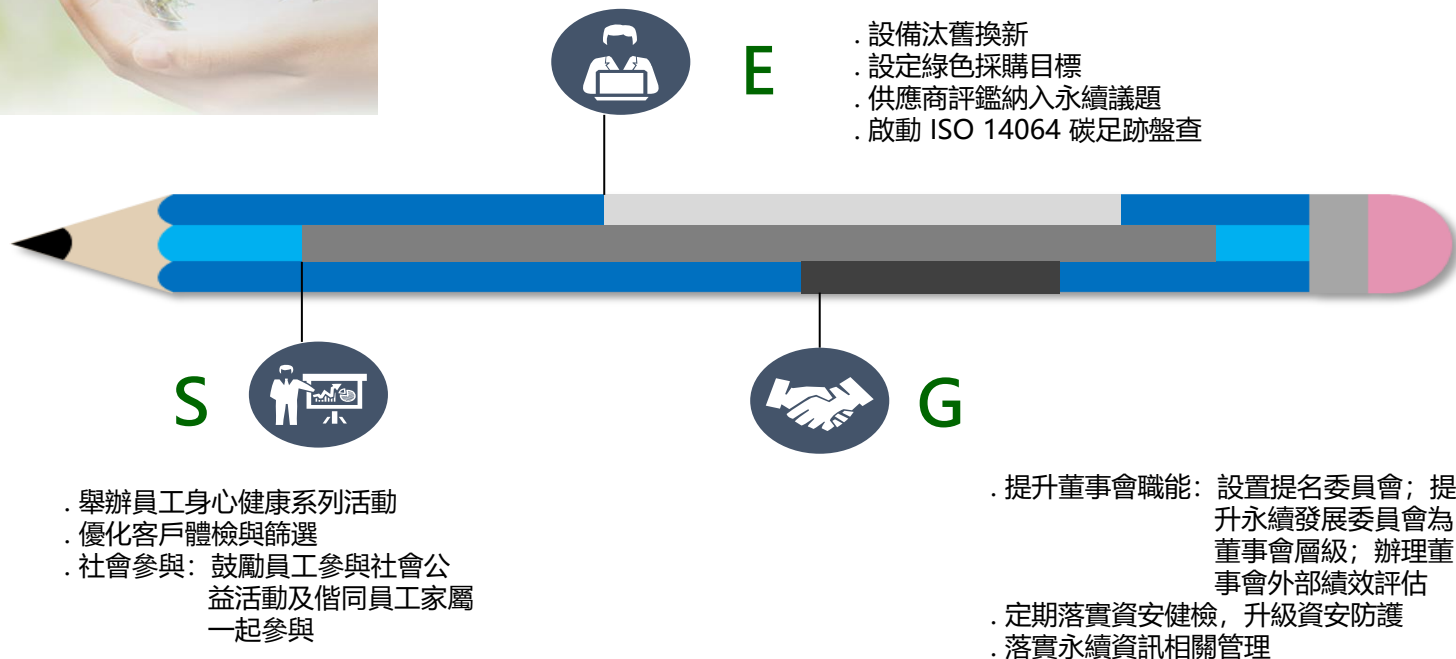 E
. 設備汰舊換新
. 設定綠色採購目標
. 供應商評鑑納入永續議題
. 啟動 ISO 14064 碳足跡盤查
S
. 舉辦員工身心健康系列活動
. 優化客戶體檢與篩選
. 社會參與：鼓勵員工參與社會公
益活動及偕同員工家屬
一起參與
G
. 提升董事會職能：設置提名委員會；提
升永續發展委員會為
董事會層級；辦理董
事會外部績效評估
. 定期落實資安健檢，升級資安防護
. 落實永續資訊相關管理